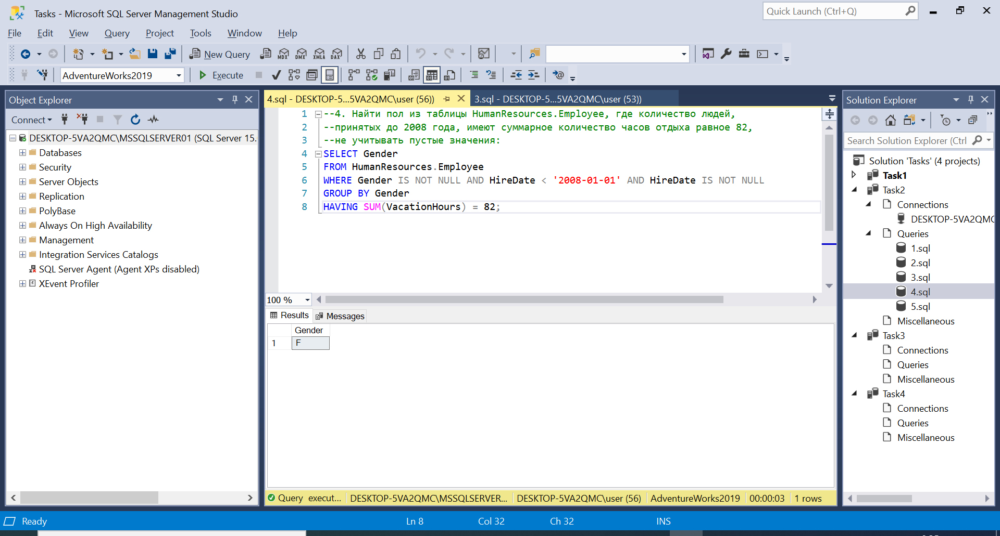 Tasks - Microsoft SQL Server Management Studio
Quick Launch (Ctrl+Q)
File Edit View Query Project Tools Window Help
New Query
MDX DMX XMLA DAX
AdventureWorks2019
Execute
Object Explorer
Connect
DESKTOP-5VA2QMC\MSSQLSERVER01 (SQL Server 15.
Databases
Security
Server Objects
Replication
PolyBase
Always On High Availability
Management
Integration Services Catalogs
SQL Server Agent (Agent XPs disabled)
XEvent Profiler
4.sql - DESKTOP-5...5VA2QMC\user (56))
3.sql - DESKTOP-5...5VA2QMC\user (53))
1 --4. Найти пол из таблицы HumanResources.Employee, где количество людей,
2 --принятых до 2008 года, имеют суммарное количество часов отдыха равное 82,
3 --не учитывать пустые значения:
4 SELECT Gender
5 FROM HumanResources.Employee
6 WHERE Gender IS NOT NULL AND HireDate < '2008-01-01' AND HireDate IS NOT NULL
7 GROUP BY Gender
8 HAVING SUM(VacationHours) = 82;
100 %
Results Messages
Gender
1 F
Query execut... DESKTOP-5VA2QMC\MSSQLSERVER... DESKTOP-5VA2QMC\user (56) AdventureWorks2019 00:00:03 1 rows
Solution Explorer
Search Solution Explorer (Ctrl
Solution 'Tasks' (4 projects)
Task1
Task2
Connections
DESKTOP-5VA2QMC
Queries
1.sql
2.sql
3.sql
4.sql
5.sql
Miscellaneous
Task3
Connections
Queries
Miscellaneous
Task4
Connections
Queries
Miscellaneous
Ready Ln 8 Col 32 Ch 32 INS